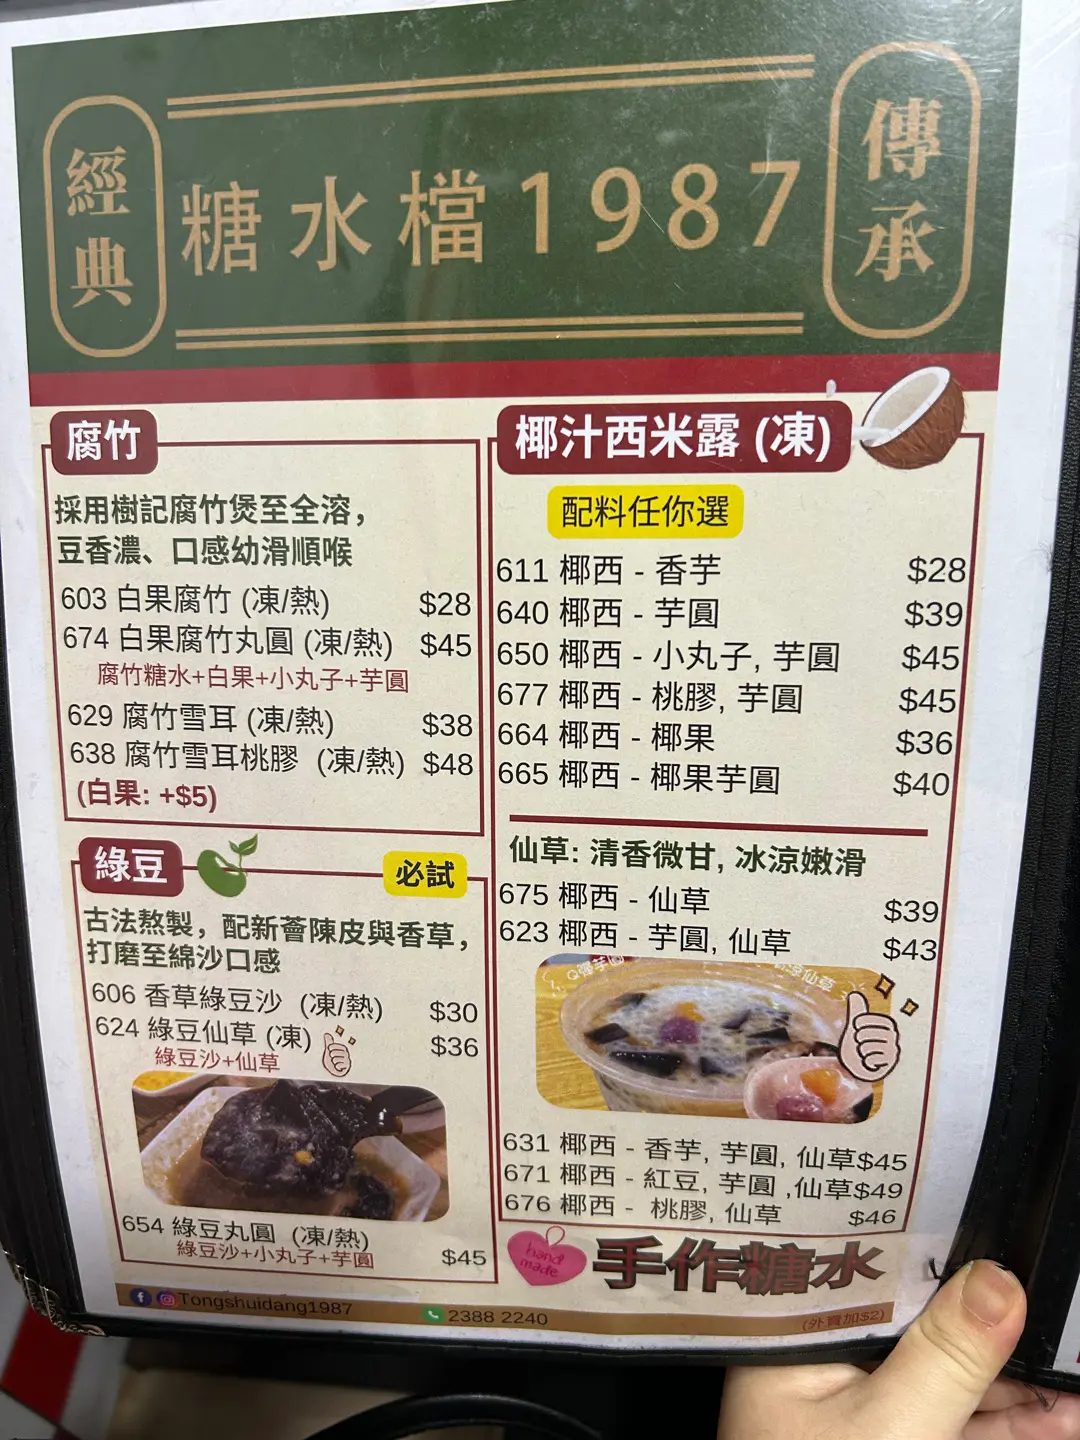 經典
糖水檔1987
傳承
腐竹
採用樹記腐竹煲至全溶，
豆香濃、口感幼滑順喉
603 白果腐竹 (凍/熱) $28
674 白果腐竹丸圓 (凍/熱) $45
腐竹糖水+白果+小丸子+芋圓
629 腐竹雪耳 (凍/熱) $38
638 腐竹雪耳桃膠 (凍/熱) $48
(白果: +$5)
綠豆
必試
古法熬製，配新薈陳皮與香草，
打磨至綿沙口感
606 香草綠豆沙 (凍/熱) $30
624 綠豆仙草 (凍) $36
綠豆沙+仙草
654 綠豆丸圓 (凍/熱) $45
綠豆沙+小丸子+芋圓
椰汁西米露 (凍)
配料任你選
611 椰西 - 香芋 $28
640 椰西 - 芋圓 $39
650 椰西 - 小丸子, 芋圓 $45
677 椰西 - 桃膠, 芋圓 $45
664 椰西 - 椰果 $36
665 椰西 - 椰果芋圓 $40
仙草: 清香微甘, 冰涼嫩滑
675 椰西 - 仙草 $39
623 椰西 - 芋圓, 仙草 $43
Q彈芋圓
仙草
631 椰西 - 香芋, 芋圓, 仙草$45
671 椰西 - 紅豆, 芋圓 ,仙草$49
676 椰西 - 桃膠, 仙草 $46
hand made
手作糖水
Tongshuidang1987
2388 2240
(外賣加$2)